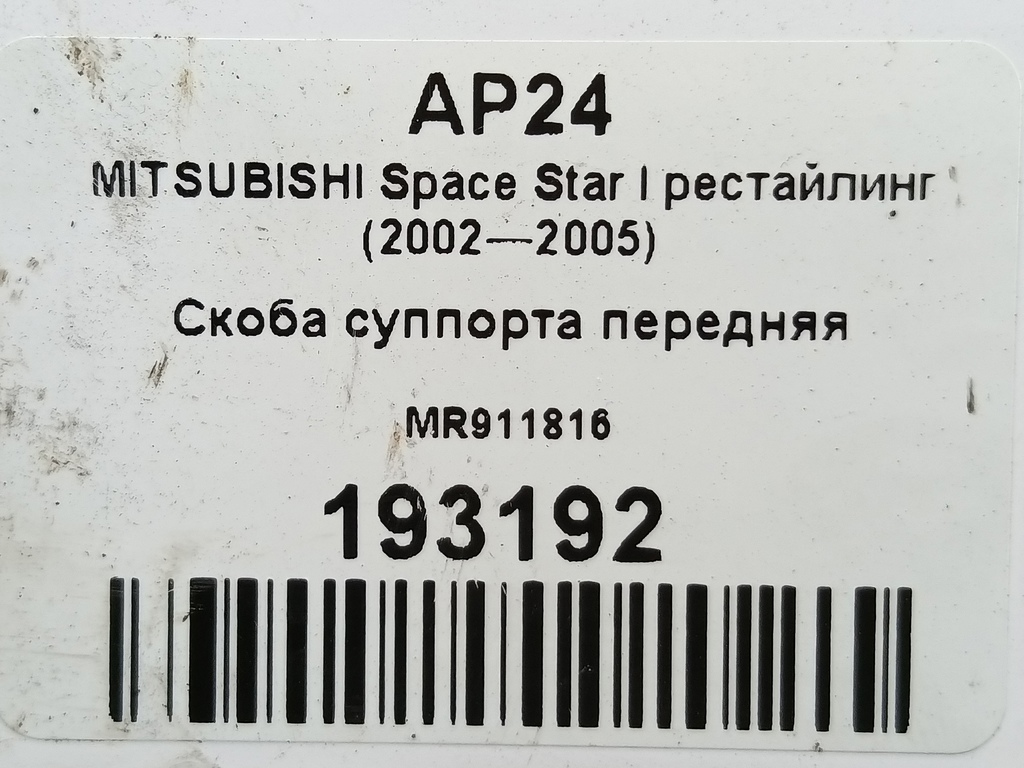 AP24
MITSUBISHI Space Star I рестайлинг
(2002—2005)
Скоба суппорта передняя
MR911816
193192